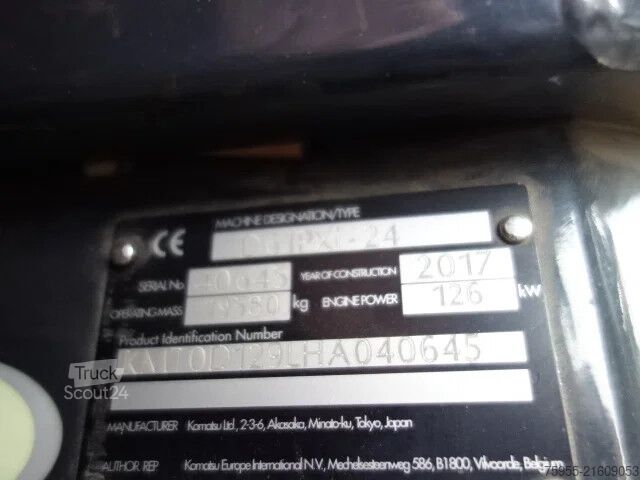 CE MACHINE DESIGNATION/TYPE
D61PXi-24
SERIAL No 40645 YEAR OF CONSTRUCTION 2017
OPERATING MASS kg ENGINE POWER 126 kW
Product Identification Number
MANUFACTURER Komatsu Ltd., 2-3-6, Akasaka, Minato-ku, Tokyo, Japan
AUTHOR. REP Komatsu Europe International N.V., Mechelsesteenweg 586, B1800, Vilvoorde, Belgium
Truck
Scout24
75955-21609053